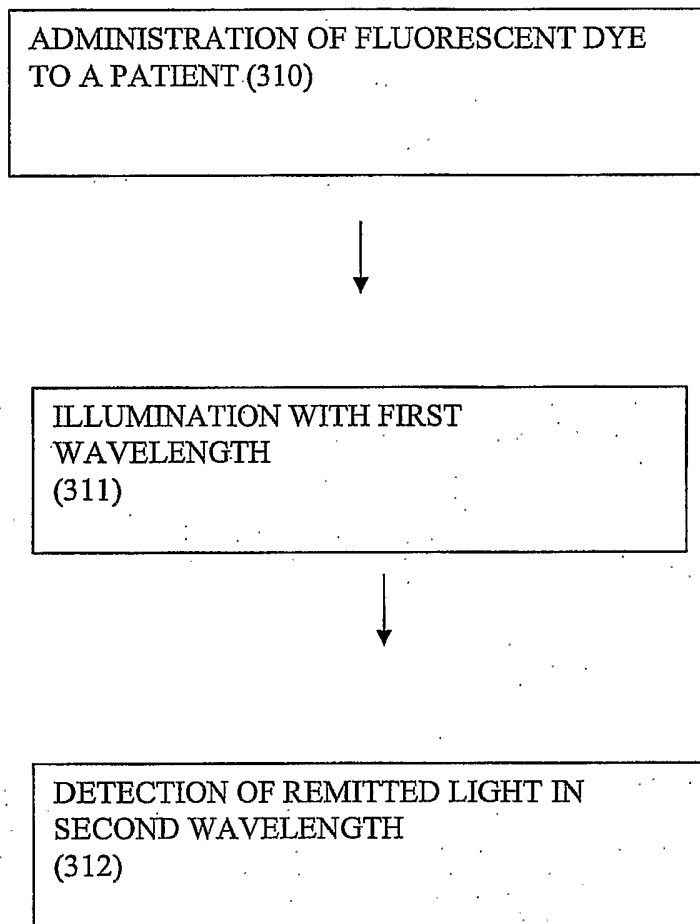 ADMINISTRATION OF FLUORESCENT DYE
TO A PATIENT (310)
ILLUMINATION WITH FIRST
WAVELENGTH
(311)
DETECTION OF REMITTED LIGHT IN
SECOND WAVELENGTH
(312)